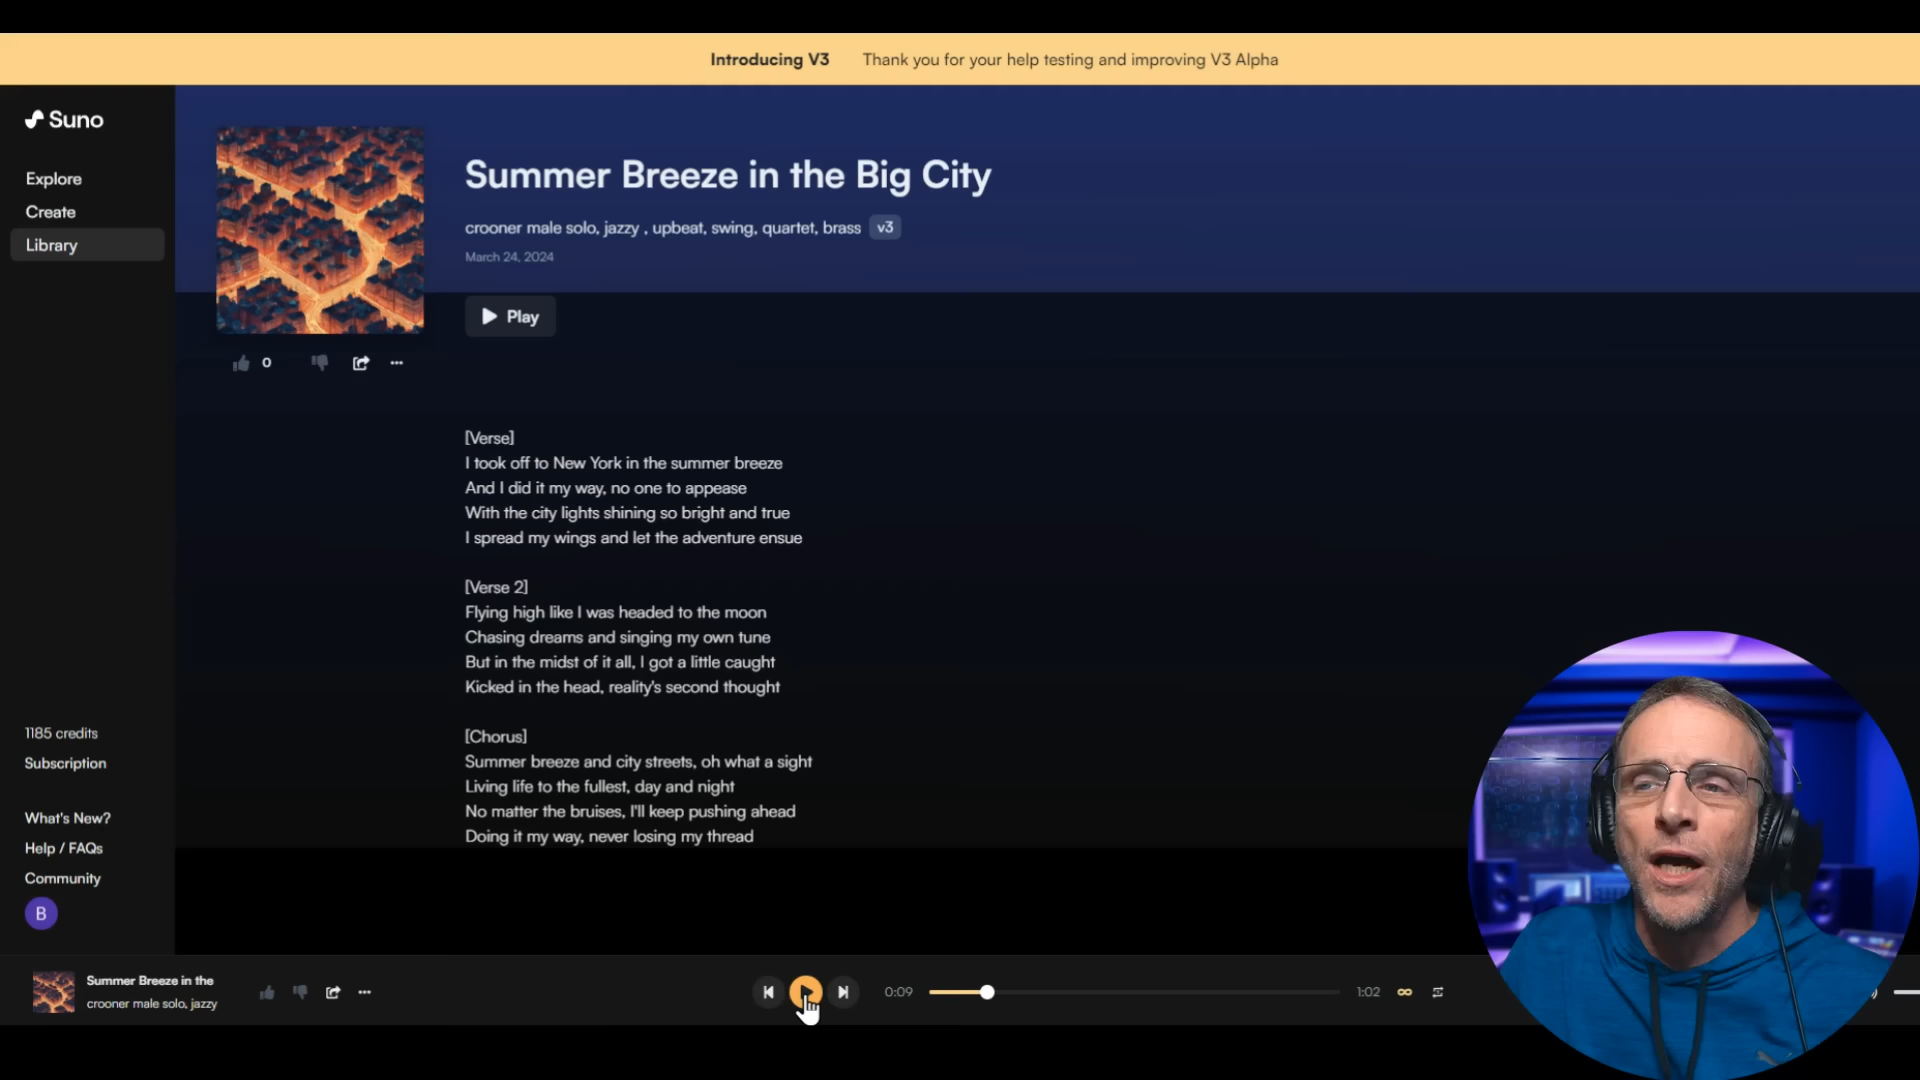 Introducing V3 Thank you for your help testing and improving V3 Alpha
Suno
Explore
Create
Library
Summer Breeze in the Big City
crooner male solo, jazzy , upbeat, swing, quartet, brass v3
March 24, 2024
Play
0
[Verse]
I took off to New York in the summer breeze
And I did it my way, no one to appease
With the city lights shining so bright and true
I spread my wings and let the adventure ensue
[Verse 2]
Flying high like I was headed to the moon
Chasing dreams and singing my own tune
But in the midst of it all, I got a little caught
Kicked in the head, reality's second thought
[Chorus]
Summer breeze and city streets, oh what a sight
Living life to the fullest, day and night
No matter the bruises, I'll keep pushing ahead
Doing it my way, never losing my thread
1185 credits
Subscription
What's New?
Help / FAQs
Community
B
Summer Breeze in the
crooner male solo, jazzy
0:09 1:02